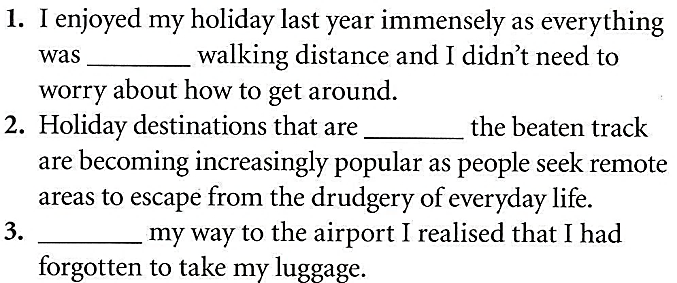 1. I enjoyed my holiday last year immensely as everything
was ________ walking distance and I didn't need to
worry about how to get around.
2. Holiday destinations that are ________ the beaten track
are becoming increasingly popular as people seek remote
areas to escape from the drudgery of everyday life.
3. ________ my way to the airport I realised that I had
forgotten to take my luggage.